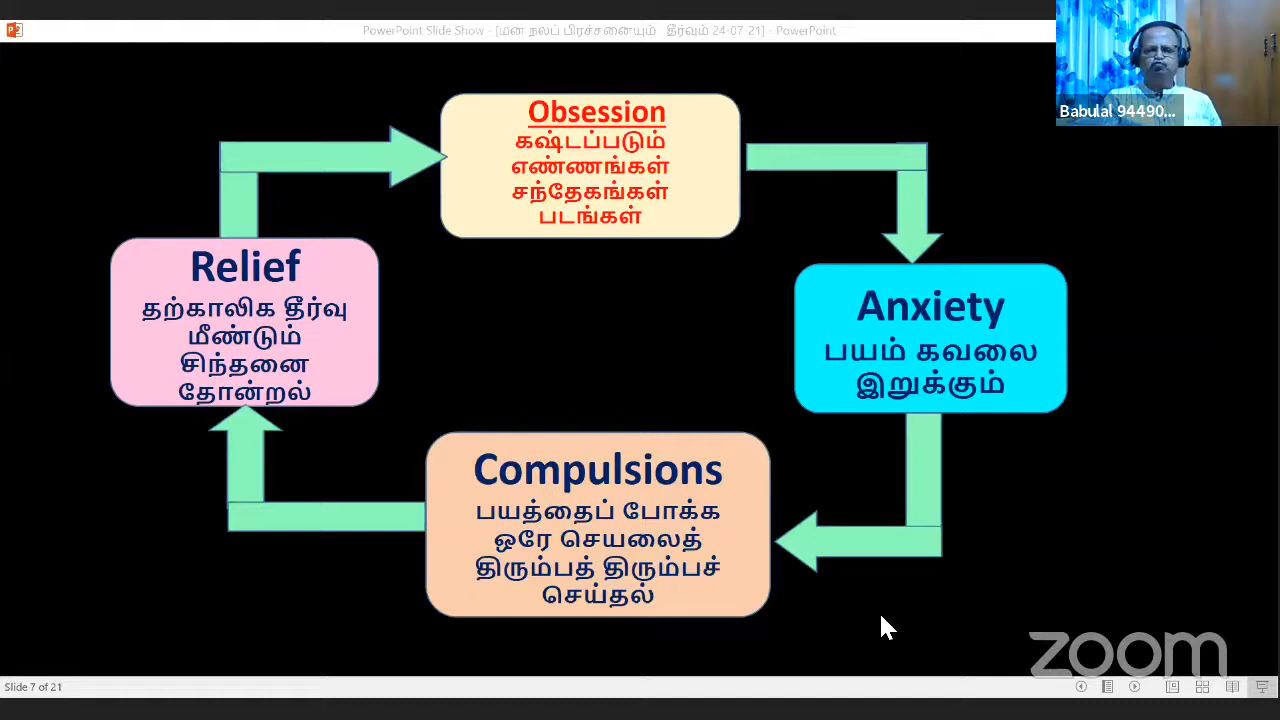 PowerPoint Slide Show - [மன நலப் பிரச்சனையும் தீர்வும் 24-07-21] - PowerPoint
Babulal 94490...
Obsession
கஷ்டப்படும்
எண்ணங்கள்
சந்தேகங்கள்
படங்கள்
Anxiety
பயம் கவலை
இறுக்கும்
Compulsions
பயத்தைப் போக்க
ஒரே செயலைத்
திரும்பத் திரும்பச்
செய்தல்
Relief
தற்காலிக தீர்வு
மீண்டும்
சிந்தனை
தோன்றல்
zoom
Slide 7 of 21